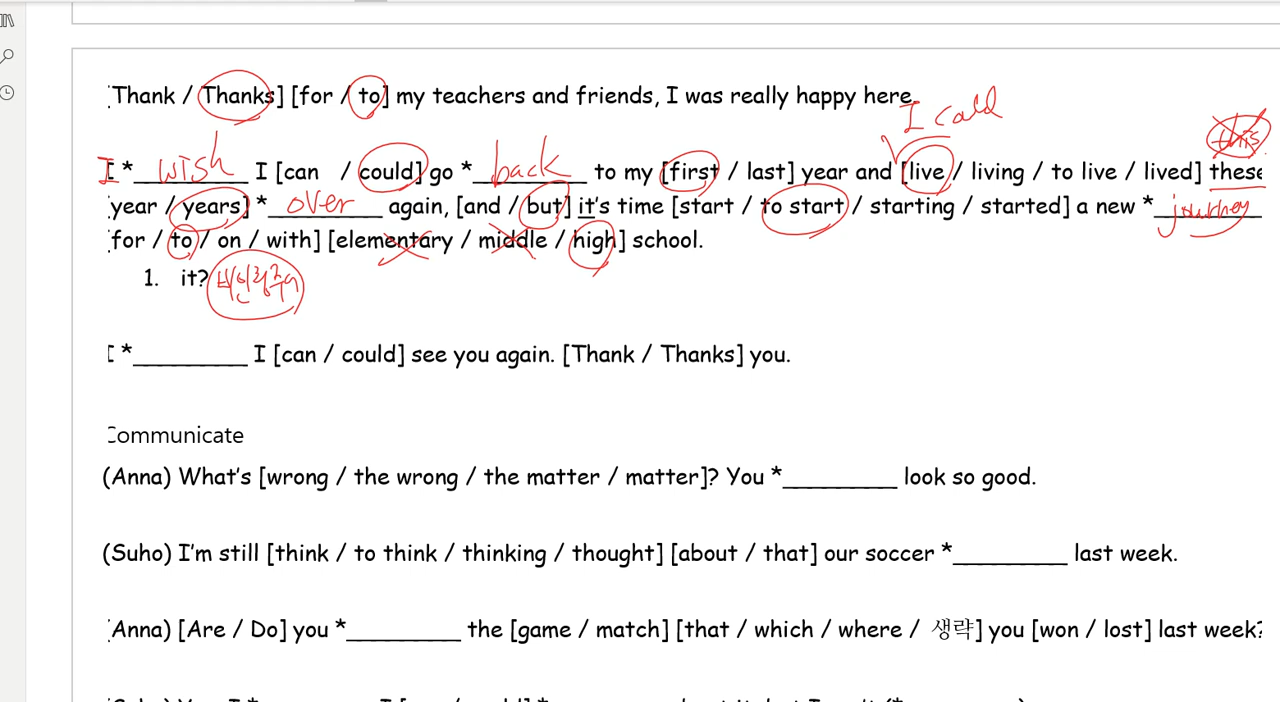 [Thank / Thanks] [for / to] my teachers and friends, I was really happy here.
I could
this
I * wish I [can / could] go * back to my [first / last] year and [live / living / to live / lived] these
[year / years] * over again, [and / but] it's time [start / to start / starting / started] a new * journey
[for / to / on / with] [elementary / middle / high] school.
1. it? 비인칭주어
I *_________ I [can / could] see you again. [Thank / Thanks] you.
Communicate
(Anna) What's [wrong / the wrong / the matter / matter]? You *_________ look so good.
(Suho) I'm still [think / to think / thinking / thought] [about / that] our soccer *_________ last week.
(Anna) [Are / Do] you *_________ the [game / match] [that / which / where / 생략] you [won / lost] last week?